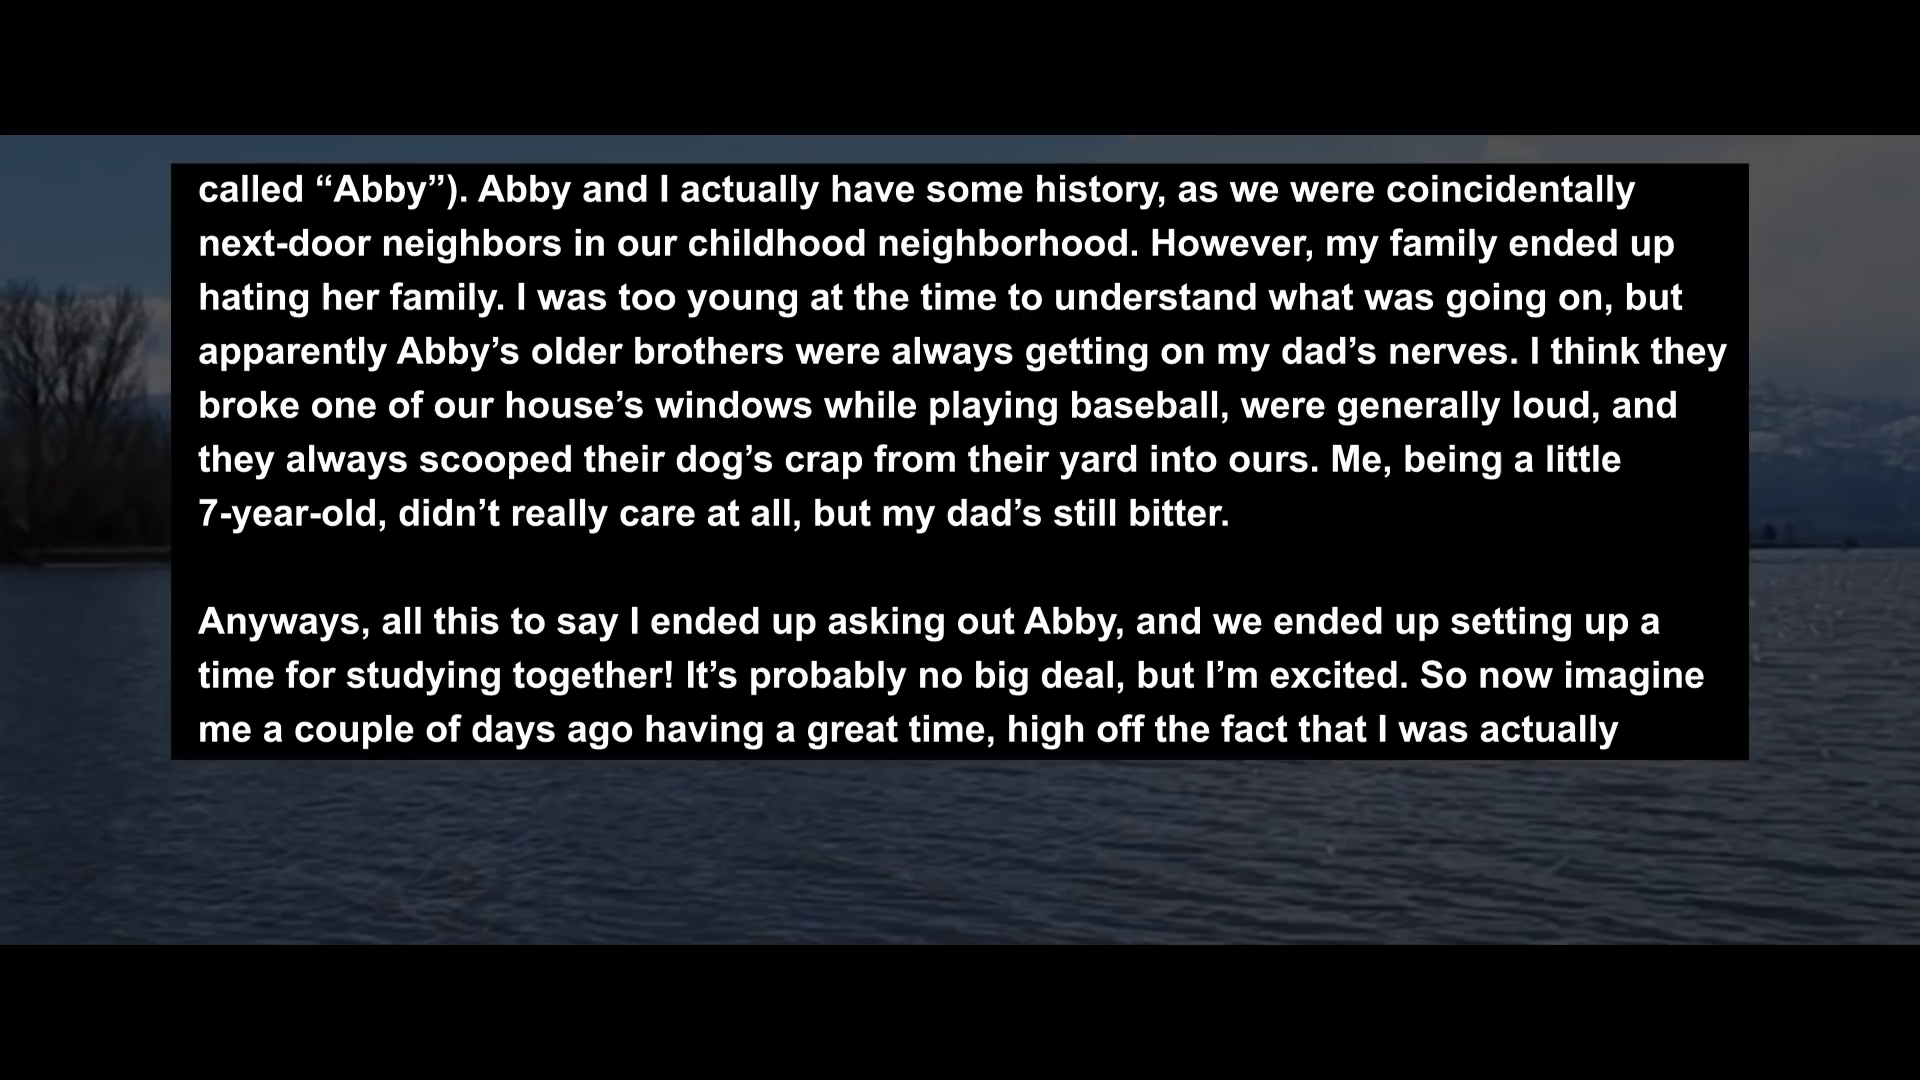 called “Abby”). Abby and I actually have some history, as we were coincidentally
next-door neighbors in our childhood neighborhood. However, my family ended up
hating her family. I was too young at the time to understand what was going on, but
apparently Abby’s older brothers were always getting on my dad’s nerves. I think they
broke one of our house’s windows while playing baseball, were generally loud, and
they always scooped their dog’s crap from their yard into ours. Me, being a little
7-year-old, didn’t really care at all, but my dad’s still bitter.
Anyways, all this to say I ended up asking out Abby, and we ended up setting up a
time for studying together! It’s probably no big deal, but I’m excited. So now imagine
me a couple of days ago having a great time, high off the fact that I was actually